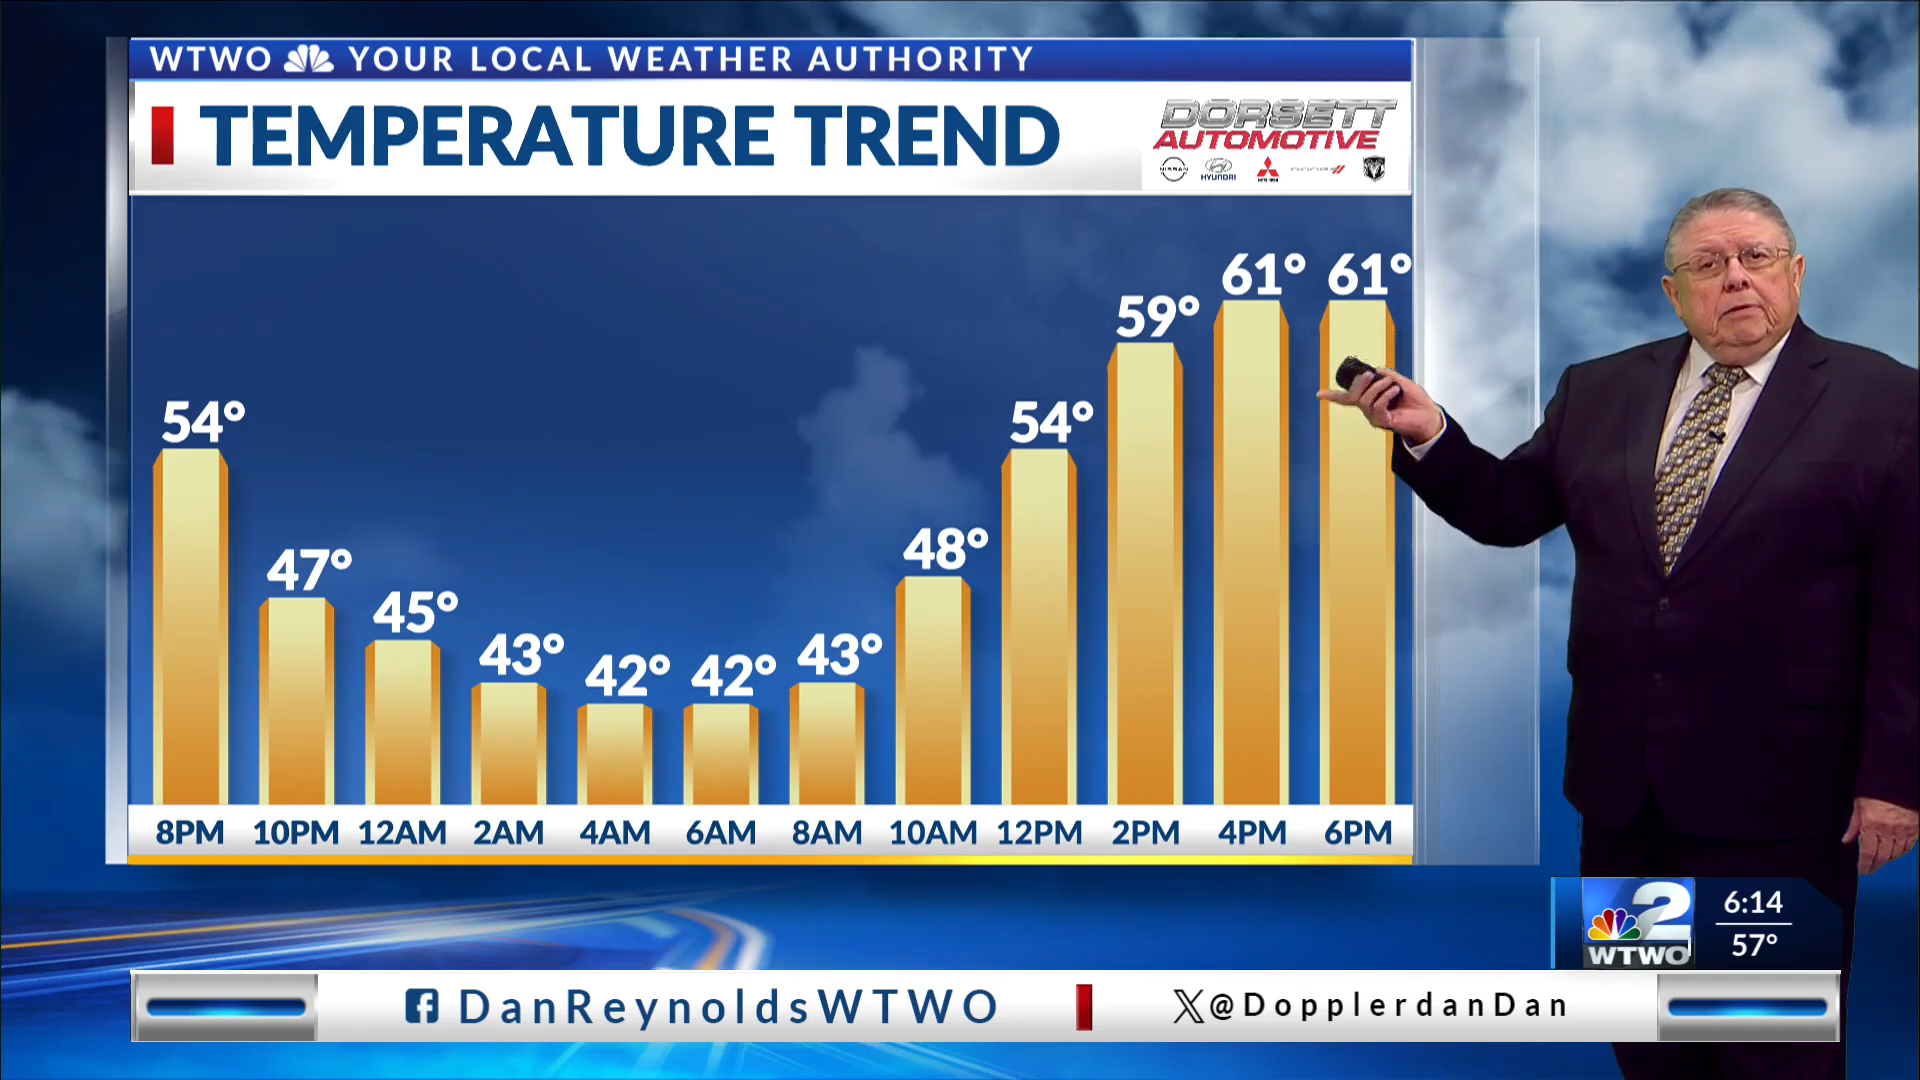 WTWO YOUR LOCAL WEATHER AUTHORITY
TEMPERATURE TREND
DORSETT
AUTOMOTIVE
NISSAN HYUNDAI DODGE
54° 47° 45° 43° 42° 42° 43° 48° 54° 59° 61° 61°
8PM 10PM 12AM 2AM 4AM 6AM 8AM 10AM 12PM 2PM 4PM 6PM
2
WTWO
6:14
57°
DanReynoldsWTWO
X@DopplerdanDan